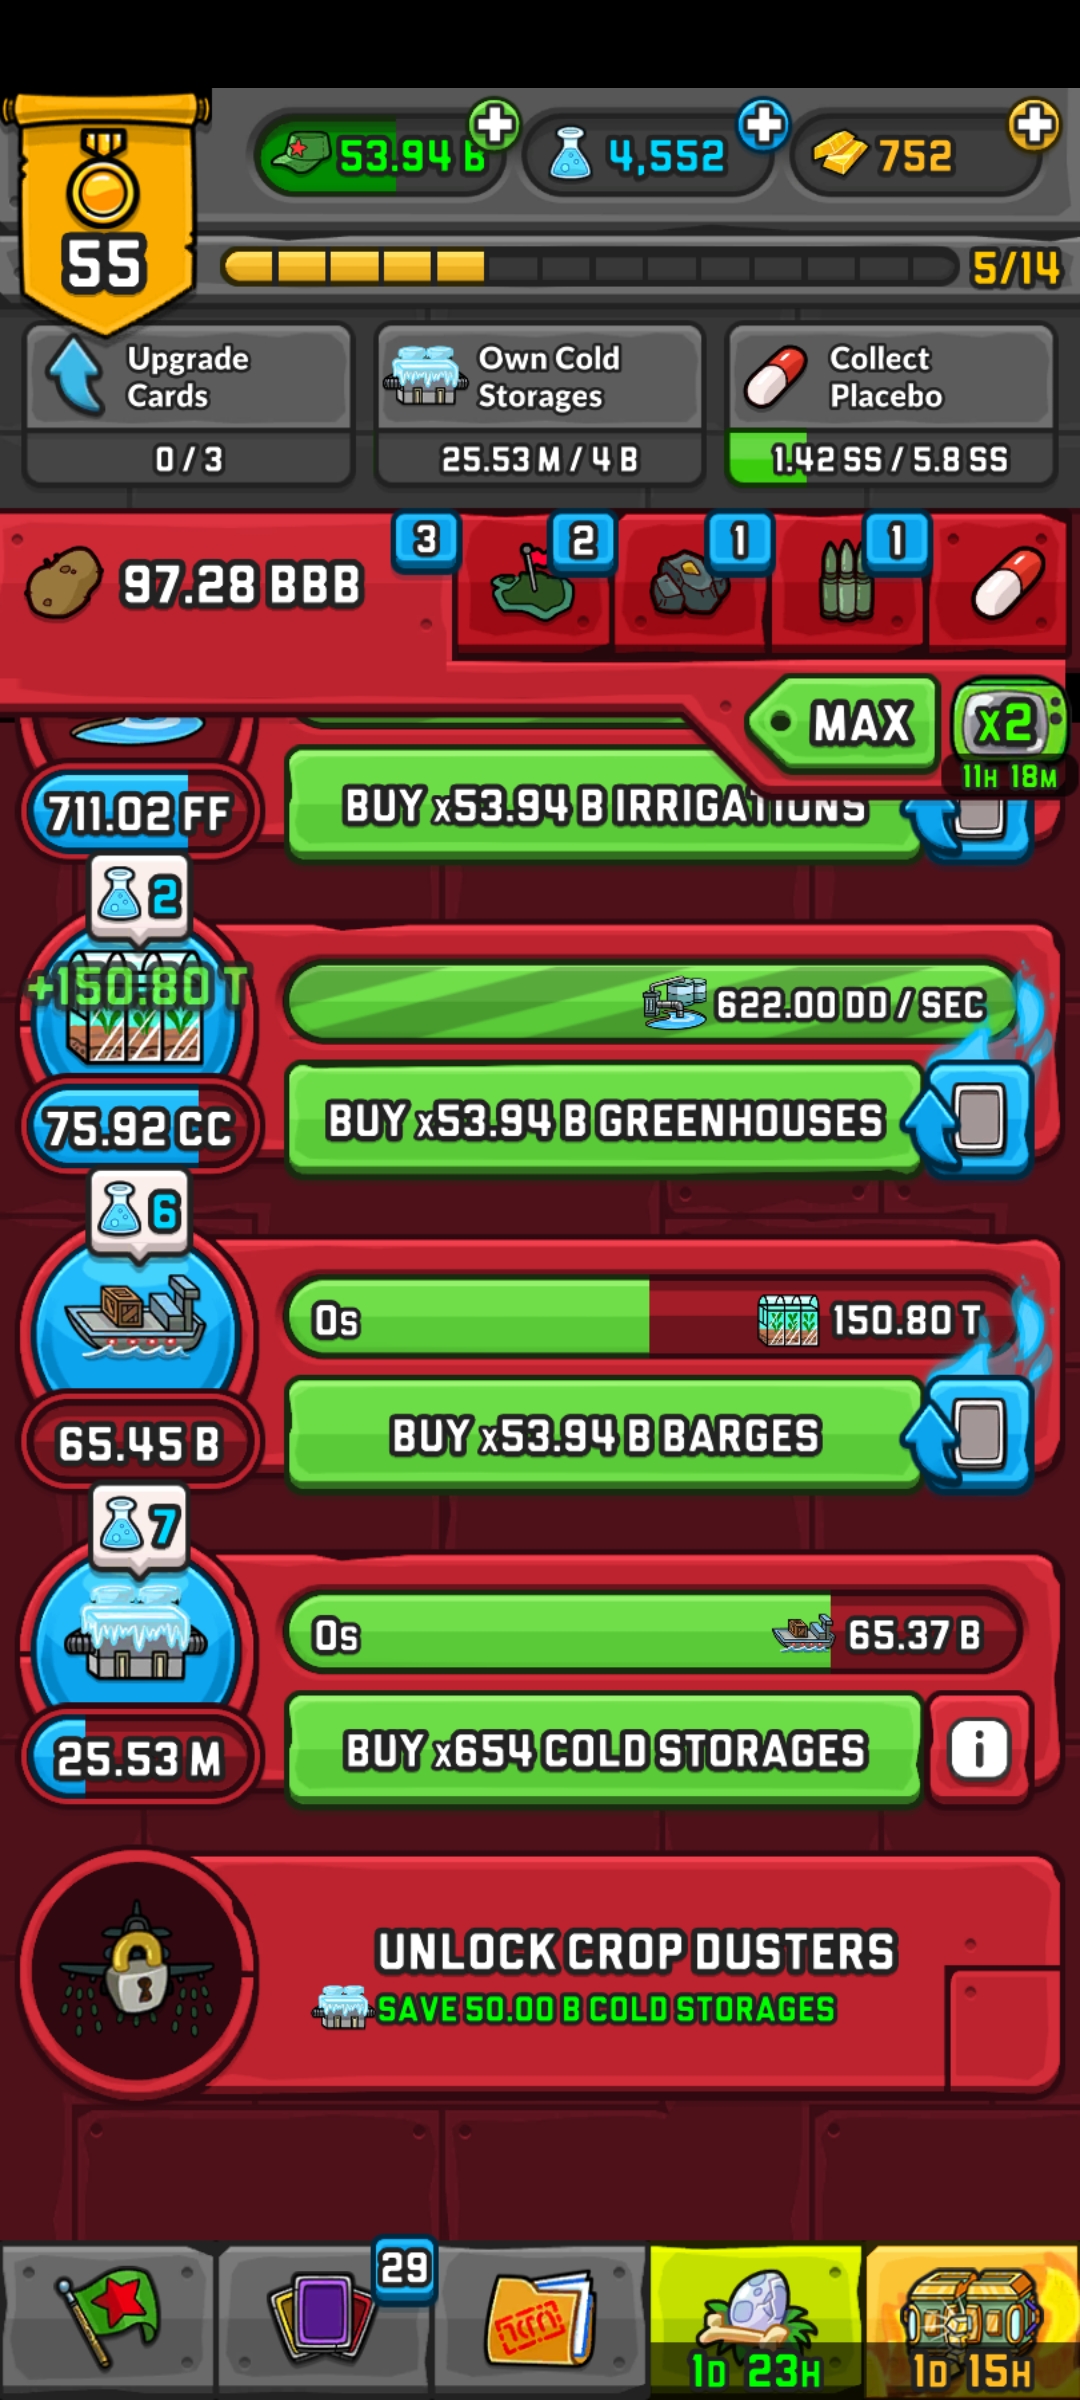 55
53.94 B
4,552
752
5/14
Upgrade
Cards
0 / 3
Own Cold
Storages
25.53 M / 4 B
Collect
Placebo
1.42 SS / 5.8 SS
97.28 BBB
3
2
1
1
MAX
x2
11H 18M
711.02 FF
BUY x53.94 B IRRIGATIONS
2
+150.80 T
622.00 DD / SEC
75.92 CC
BUY x53.94 B GREENHOUSES
6
0s
150.80 T
65.45 B
BUY x53.94 B BARGES
7
0s
65.37 B
25.53 M
BUY x654 COLD STORAGES
i
UNLOCK CROP DUSTERS
SAVE 50.00 B COLD STORAGES
29
1D 23H
1D 15H